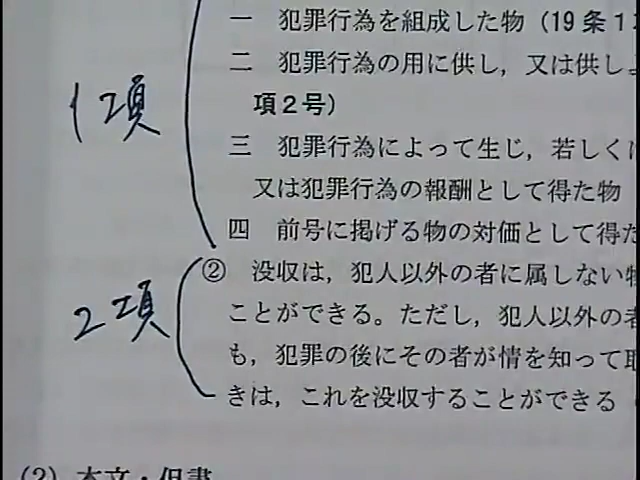 一 犯罪行為を組成した物（19条1
二 犯罪行為の用に供し，又は供し
項２号）
1項
三 犯罪行為によって生じ，若しく
又は犯罪行為の報酬として得た物
四 前号に掲げる物の対価として得た
② 没収は，犯人以外の者に属しない物
2項
ことができる。ただし，犯人以外の者
も，犯罪の後にその者が情を知って取
きは，これを没収することができる（
(2) 本文・但書